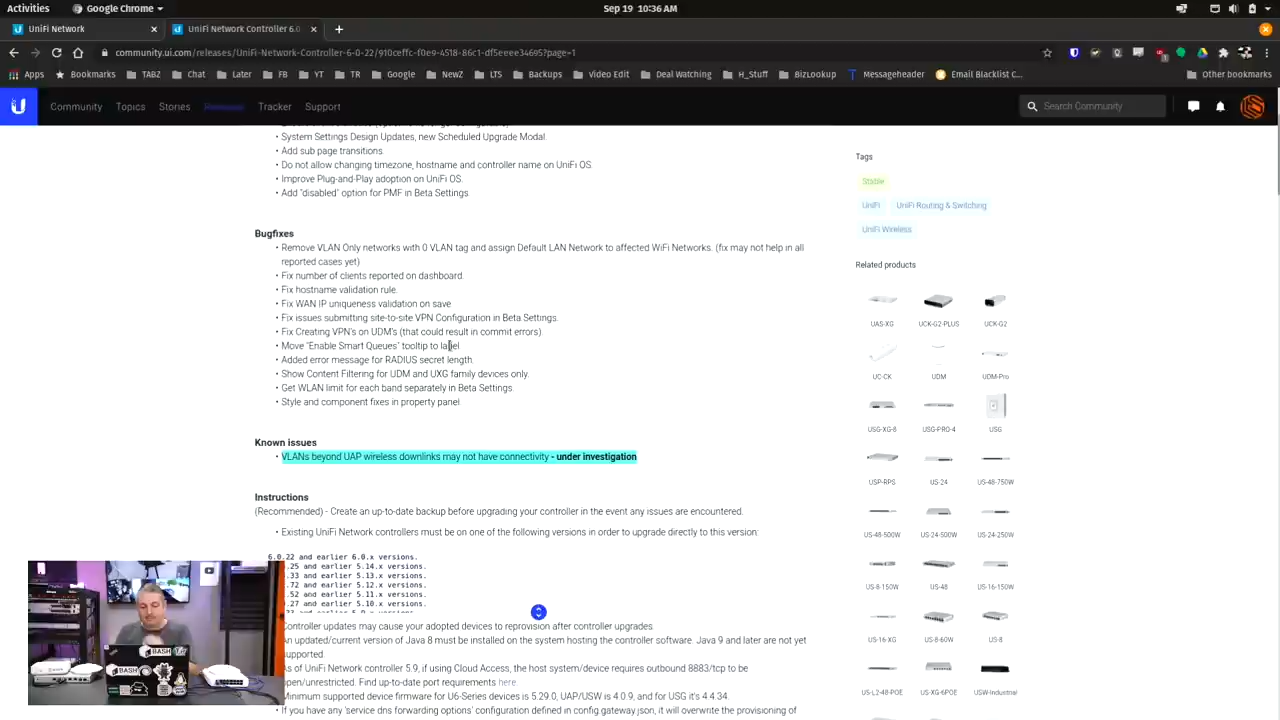 Activities
Google Chrome
Sep 19 10:36 AM
UniFi Network
UniFi Network Controller 6.0
community.ui.com/releases/UniFi-Network-Controller-6-0-22/910ceffc-f0e9-4518-86c1-df5eeee34695?page=1
Apps Bookmarks TABZ Chat Later FB YT TR Google NewZ LTS Backups Video Edit Deal Watching H_Stuff BizLookup Messageheader Email Blacklist C... Other bookmarks
Community Topics Stories Releases Tracker Support
Search Community
• System Settings Design Updates, new Scheduled Upgrade Modal.
• Add sub page transitions.
• Do not allow changing timezone, hostname and controller name on UniFi OS.
• Improve Plug-and-Play adoption on UniFi OS.
• Add "disabled" option for PMF in Beta Settings.
Bugfixes
• Remove VLAN Only networks with 0 VLAN tag and assign Default LAN Network to affected WiFi Networks. (fix may not help in all
reported cases yet)
• Fix number of clients reported on dashboard.
• Fix hostname validation rule.
• Fix WAN IP uniqueness validation on save
• Fix issues submitting site-to-site VPN Configuration in Beta Settings.
• Fix creating VPN's on UDM's (that could result in commit errors)
• Move "Enable Smart Queues" tooltip to label
• Added error message for RADIUS secret length.
• Show Content Filtering for UDM and UXG family devices only.
• Set WLAN limit for each band separately in Beta Settings
• Style and component fixes in property panel
Known issues
• VLANs beyond UAP wireless downlinks may not have connectivity - under investigation
Instructions
(Recommended) - Create an up-to-date backup before upgrading your controller in the event any issues are encountered.
• Existing UniFi Network controllers must be on one of the following versions in order to upgrade directly to this version:
6.0.22 and earlier 6.0.x versions.
.25 and earlier 5.14.x versions.
.33 and earlier 5.13.x versions.
.72 and earlier 5.12.x versions.
and earlier 5.11.x versions.
.27 and earlier 5.10.x versions.
Controller updates may cause your adopted devices to reprovision after controller upgrades.
An updated/current version of Java 8 must be installed on the system hosting the controller software. Java 9 and later are not yet
supported.
As of UniFi Network controller 5.9, if using Cloud Access, the host system/device requires outbound 8883/tcp to be
restricted. Find up-to-date port requirements here.
Minimum supported device firmware for U6-Series devices is 5.29.0, UAP/USW is 4.0.9, and for USG it's 4.4.34.
• If you have any 'service dns forwarding options' configuration defined in config.gateway.json, it will overwrite the provisioning of
Tags
Stable
UniFi UniFi Routing & Switching
UniFi Wireless
Related products
UAS-XG UCK-G2-PLUS UCK-G2
UC-CK UDM UDM-Pro
USG-XG-8 USG-PRO-4 USG
USP-RPS US-24 US-48-750W
US-48-500W US-24-500W US-24-250W
US-8-150W US-48 US-16-150W
US-16-XG US-8-60W US-8
US-L2-48-POE US-XG-6POE USW-Industrial
BASH